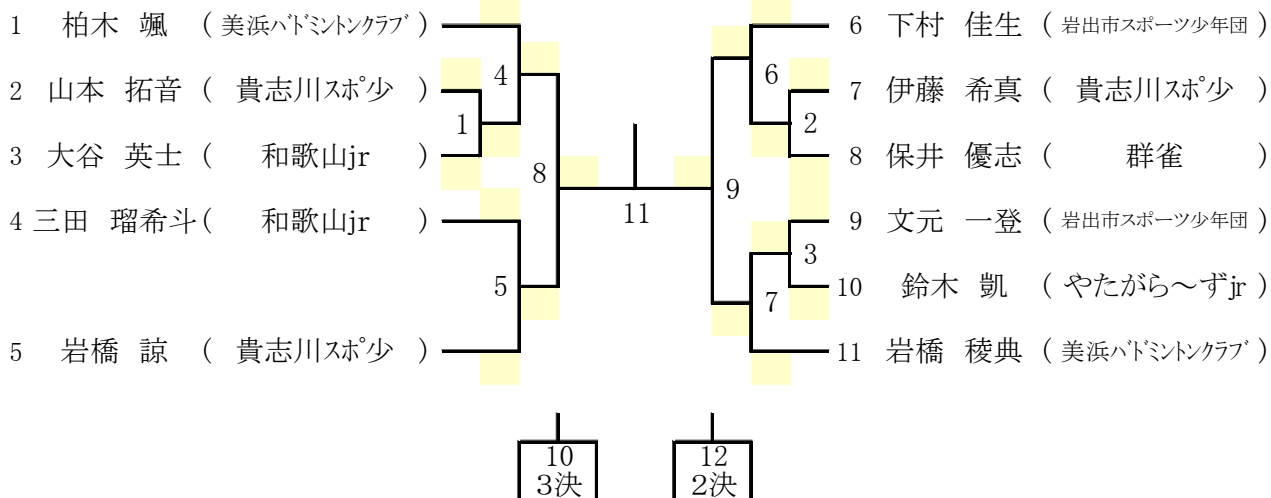 1 柏木 颯 ( 美浜ﾊﾞﾄﾞﾐﾝﾄﾝｸﾗﾌﾞ )
2 山本 拓音 ( 貴志川ｽﾎﾟ少 )
3 大谷 英士 ( 和歌山jr )
4 三田 瑠希斗 ( 和歌山jr )
5 岩橋 諒 ( 貴志川ｽﾎﾟ少 )
4
1
8
5
11
6 下村 佳生 ( 岩出市スポーツ少年団 )
7 伊藤 希真 ( 貴志川ｽﾎﾟ少 )
8 保井 優志 ( 群雀 )
9 文元 一登 ( 岩出市スポーツ少年団 )
10 鈴木 凱 ( やたがら～ずjr )
11 岩橋 稜典 ( 美浜ﾊﾞﾄﾞﾐﾝﾄﾝｸﾗﾌﾞ )
6
2
9
3
7
10
3決
12
2決